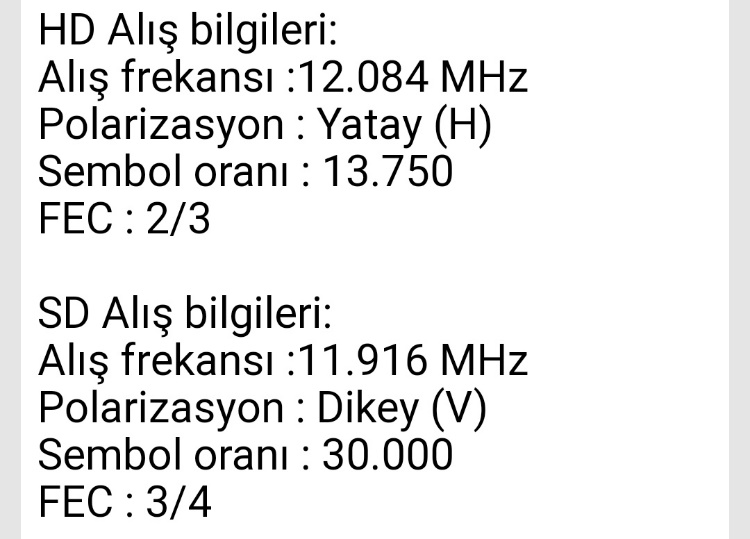 HD Alış bilgileri:
Alış frekansı :12.084 MHz
Polarizasyon : Yatay (H)
Sembol oranı : 13.750
FEC : 2/3
SD Alış bilgileri:
Alış frekansı :11.916 MHz
Polarizasyon : Dikey (V)
Sembol oranı : 30.000
FEC : 3/4